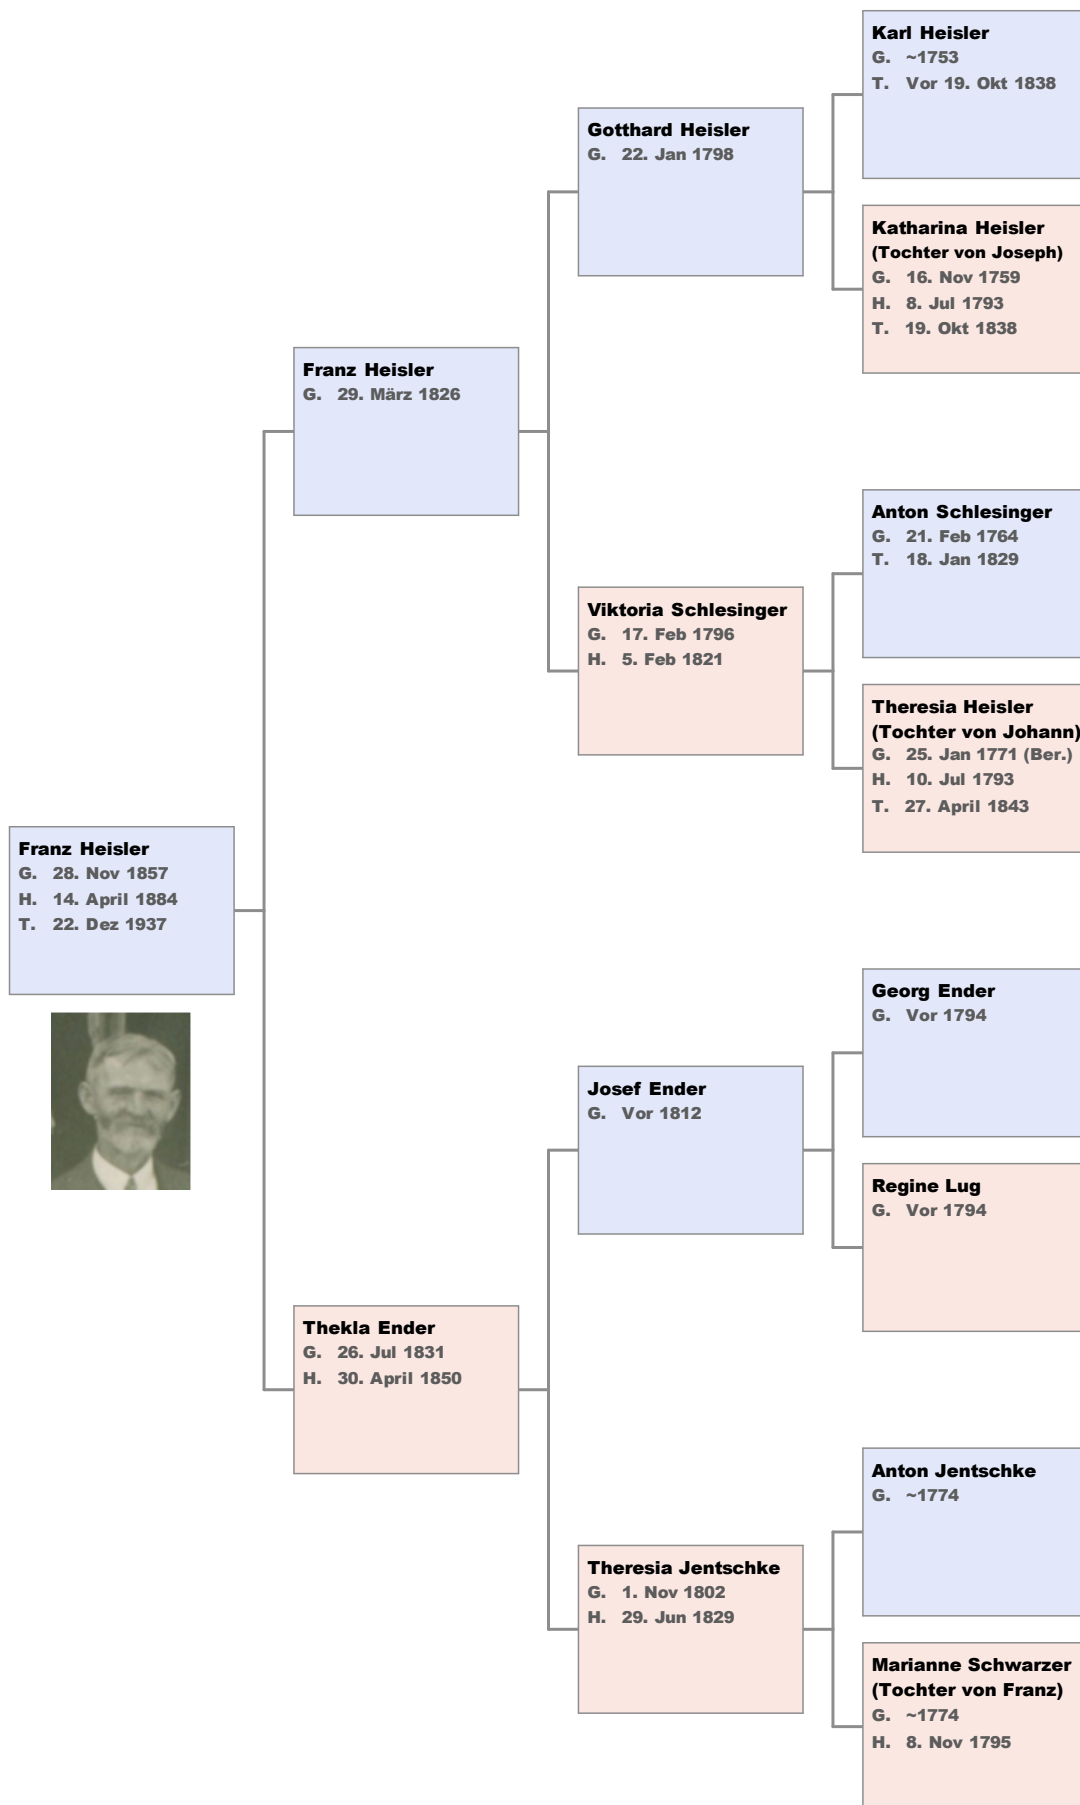 Karl Heisler
G. ~1753
T. Vor 19. Okt 1838
Gotthard Heisler
G. 22. Jan 1798
Katharina Heisler
(Tochter von Joseph)
G. 16. Nov 1759
H. 8. Jul 1793
T. 19. Okt 1838
Franz Heisler
G. 29. März 1826
Anton Schlesinger
G. 21. Feb 1764
T. 18. Jan 1829
Viktoria Schlesinger
G. 17. Feb 1796
H. 5. Feb 1821
Theresia Heisler
(Tochter von Johann)
G. 25. Jan 1771 (Ber.)
H. 10. Jul 1793
T. 27. April 1843
Franz Heisler
G. 28. Nov 1857
H. 14. April 1884
T. 22. Dez 1937
Georg Ender
G. Vor 1794
Josef Ender
G. Vor 1812
Regine Lug
G. Vor 1794
Thekla Ender
G. 26. Jul 1831
H. 30. April 1850
Anton Jentschke
G. ~1774
Theresia Jentschke
G. 1. Nov 1802
H. 29. Jun 1829
Marianne Schwarzer
(Tochter von Franz)
G. ~1774
H. 8. Nov 1795